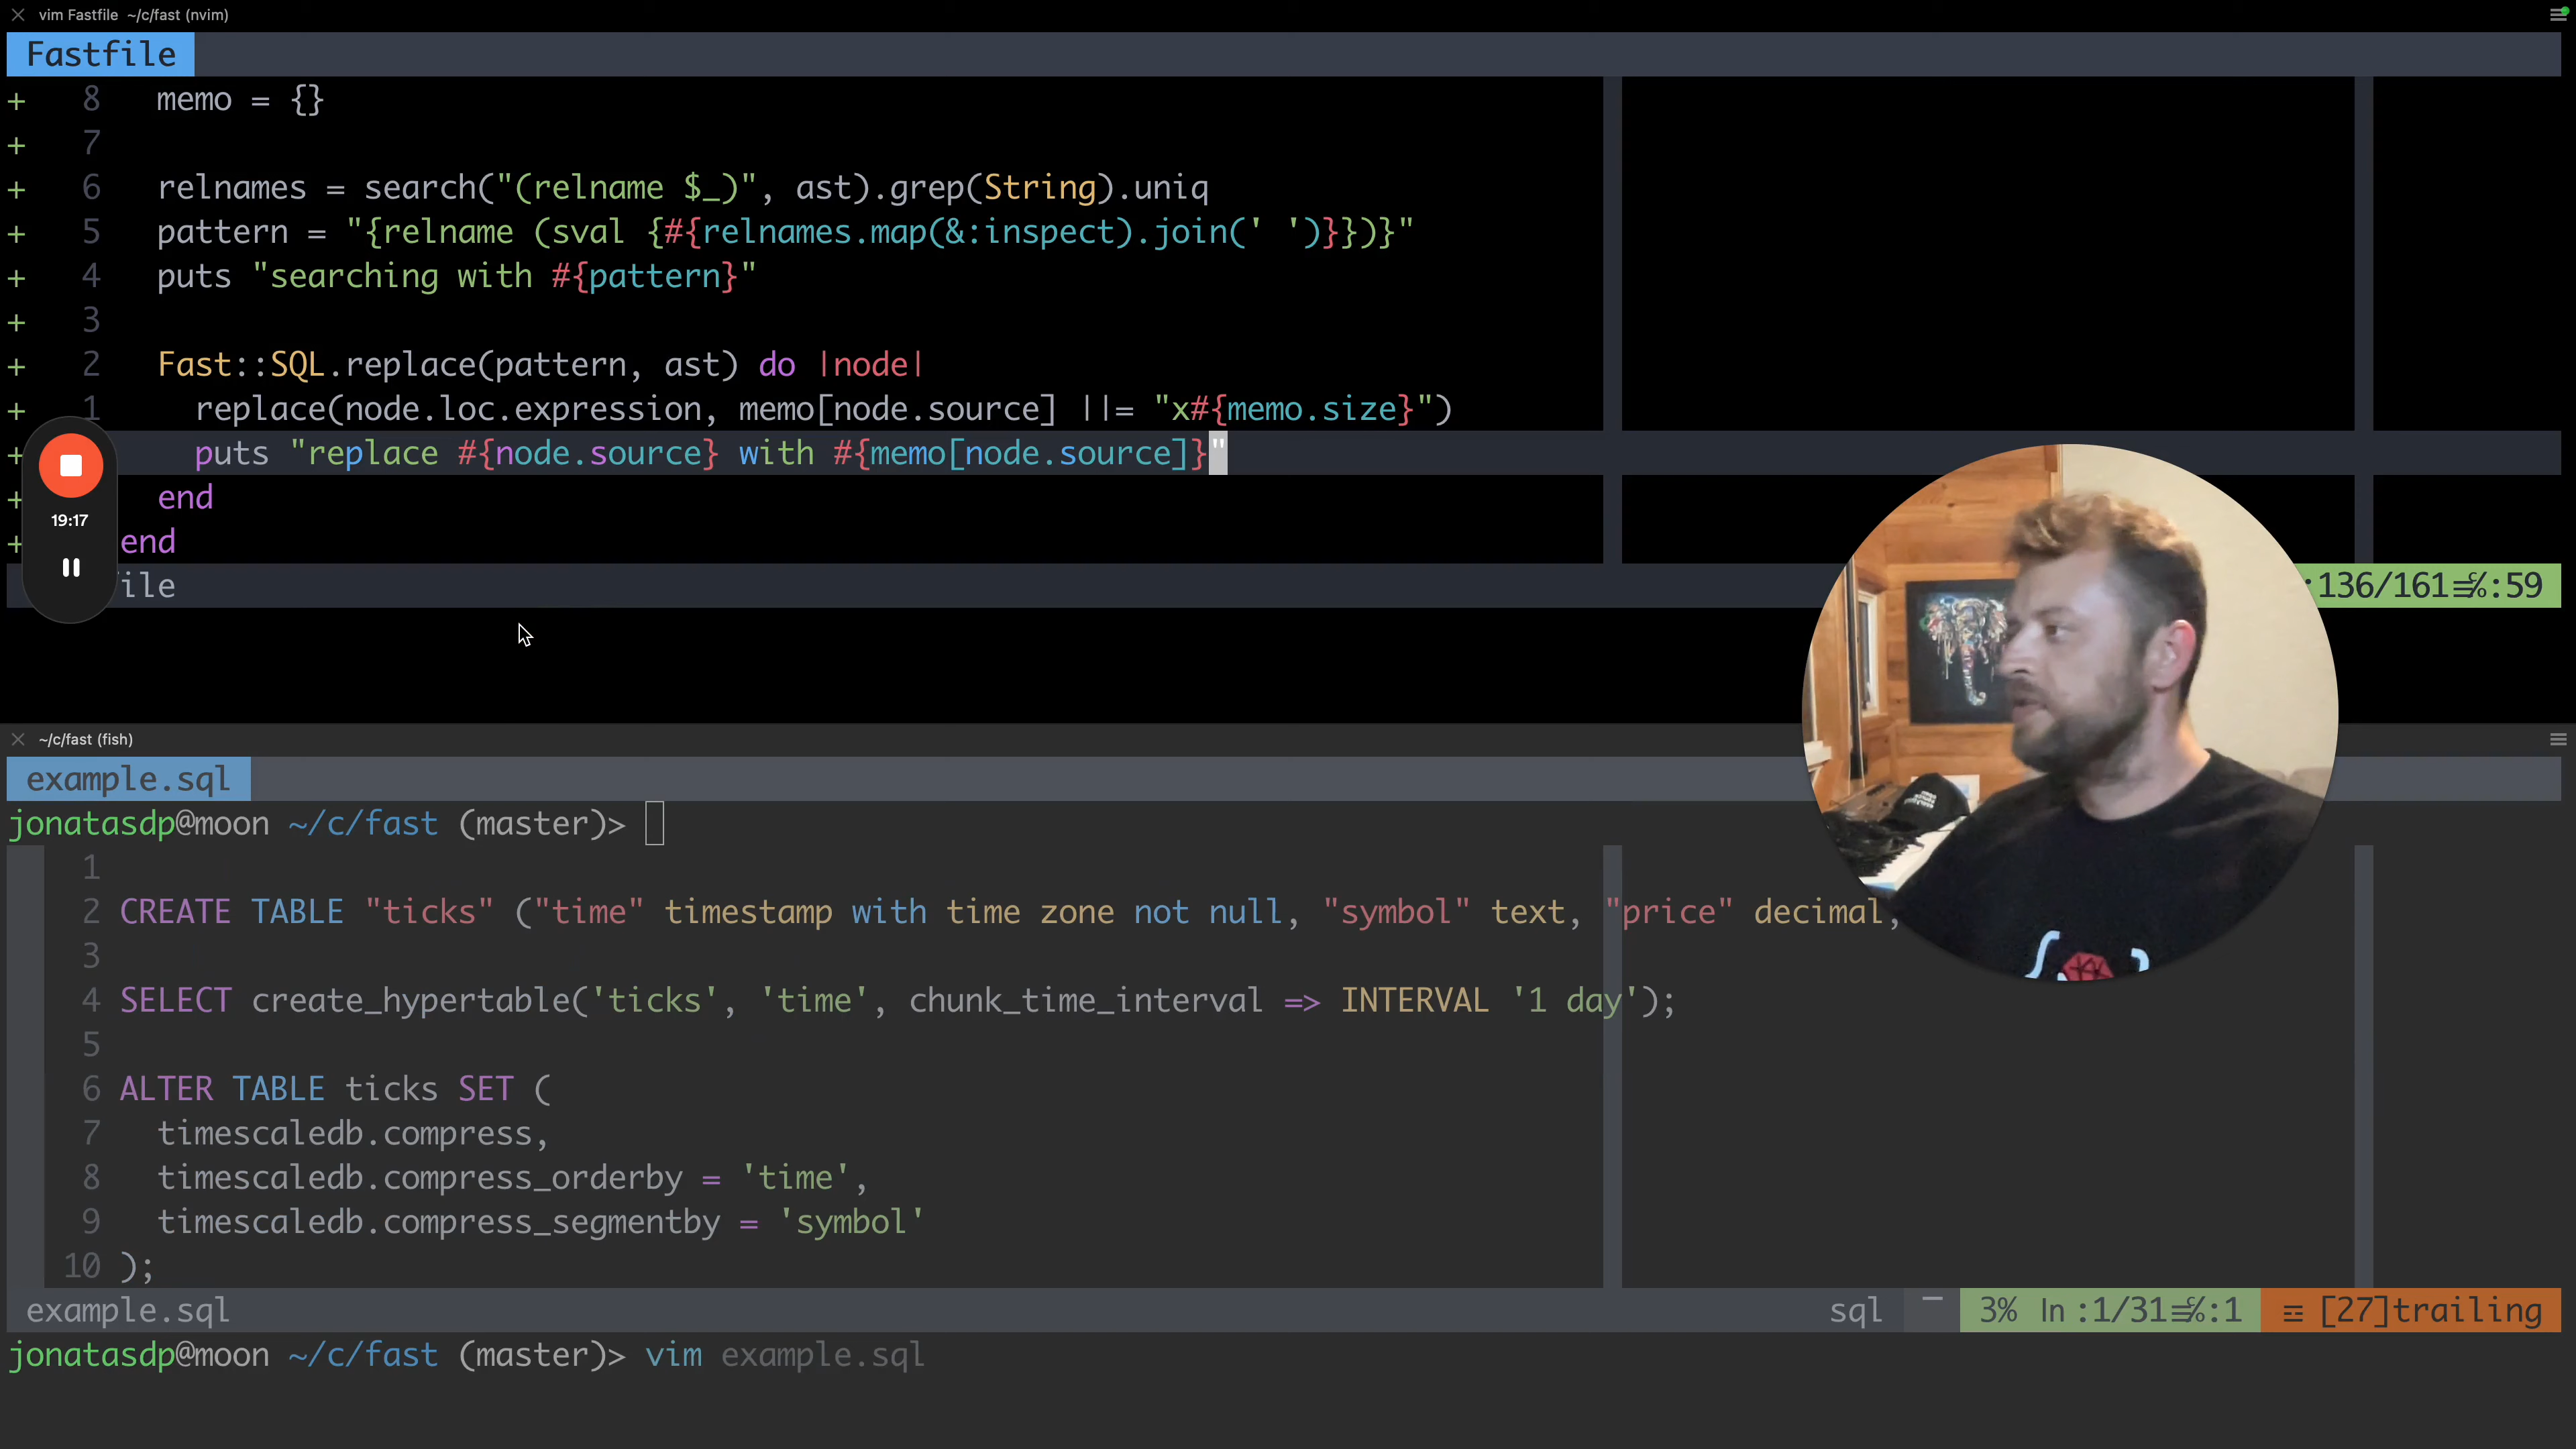 vim Fastfile ~/c/fast (nvim)
Fastfile
+ 8 memo = {}
+ 7
+ 6 relnames = search("(relname $_)", ast).grep(String).uniq
+ 5 pattern = "{relname (sval {#{relnames.map(&:inspect).join(' ')}})}"
+ 4 puts "searching with #{pattern}"
+ 3
+ 2 Fast::SQL.replace(pattern, ast) do |node|
+ 1 replace(node.loc.expression, memo[node.source] ||= "x#{memo.size}")
+ puts "replace #{node.source} with #{memo[node.source]}"
+ end
+ end
19:17
file :136/161 :59
~/c/fast (fish)
example.sql
jonatasdp@moon ~/c/fast (master)>
1
2 CREATE TABLE "ticks" ("time" timestamp with time zone not null, "symbol" text, "price" decimal,
3
4 SELECT create_hypertable('ticks', 'time', chunk_time_interval => INTERVAL '1 day');
5
6 ALTER TABLE ticks SET (
7 timescaledb.compress,
8 timescaledb.compress_orderby = 'time',
9 timescaledb.compress_segmentby = 'symbol'
10 );
example.sql sql 3% ln :1/31 :1 [27]trailing
jonatasdp@moon ~/c/fast (master)> vim example.sql